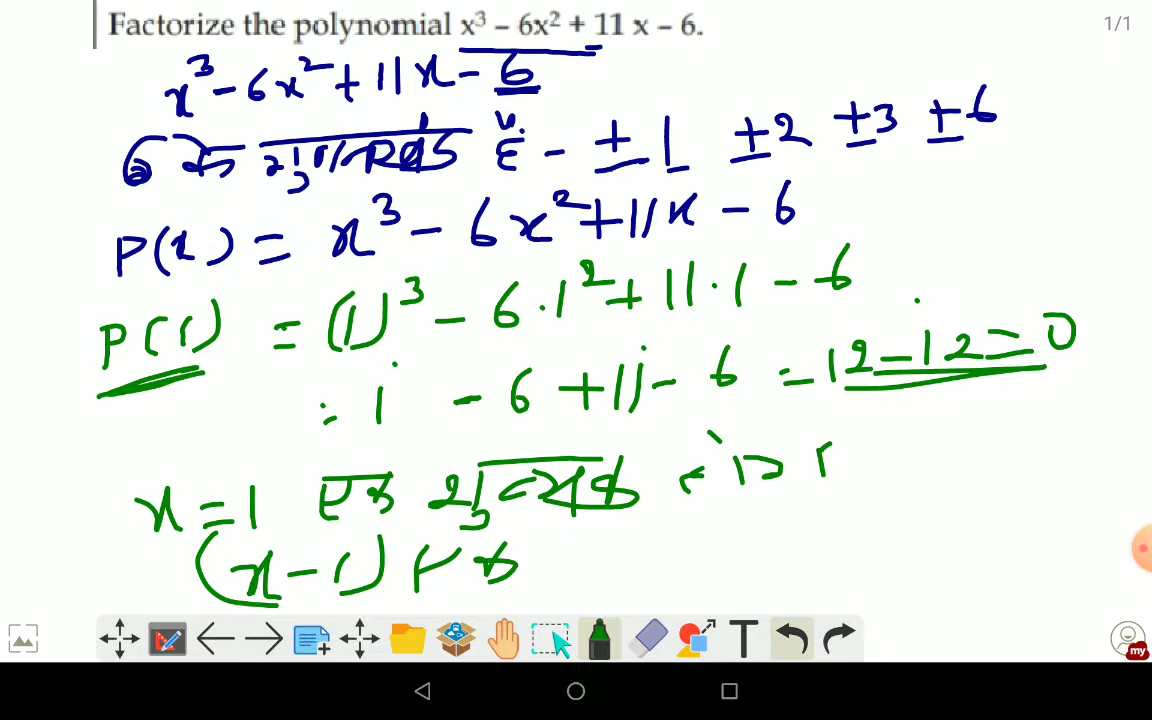 Factorize the polynomial x³ – 6x² + 11 x – 6.
1/1
x³ - 6x² + 11x - 6
- ±1 ±2 ±3 ±6
P(x) = x³ - 6x² + 11x - 6
P(1) = (1)³ - 6·1² + 11·1 - 6
= 1 - 6 + 11 - 6 = 12 - 12 = 0
x = 1
(x - 1)
T
my